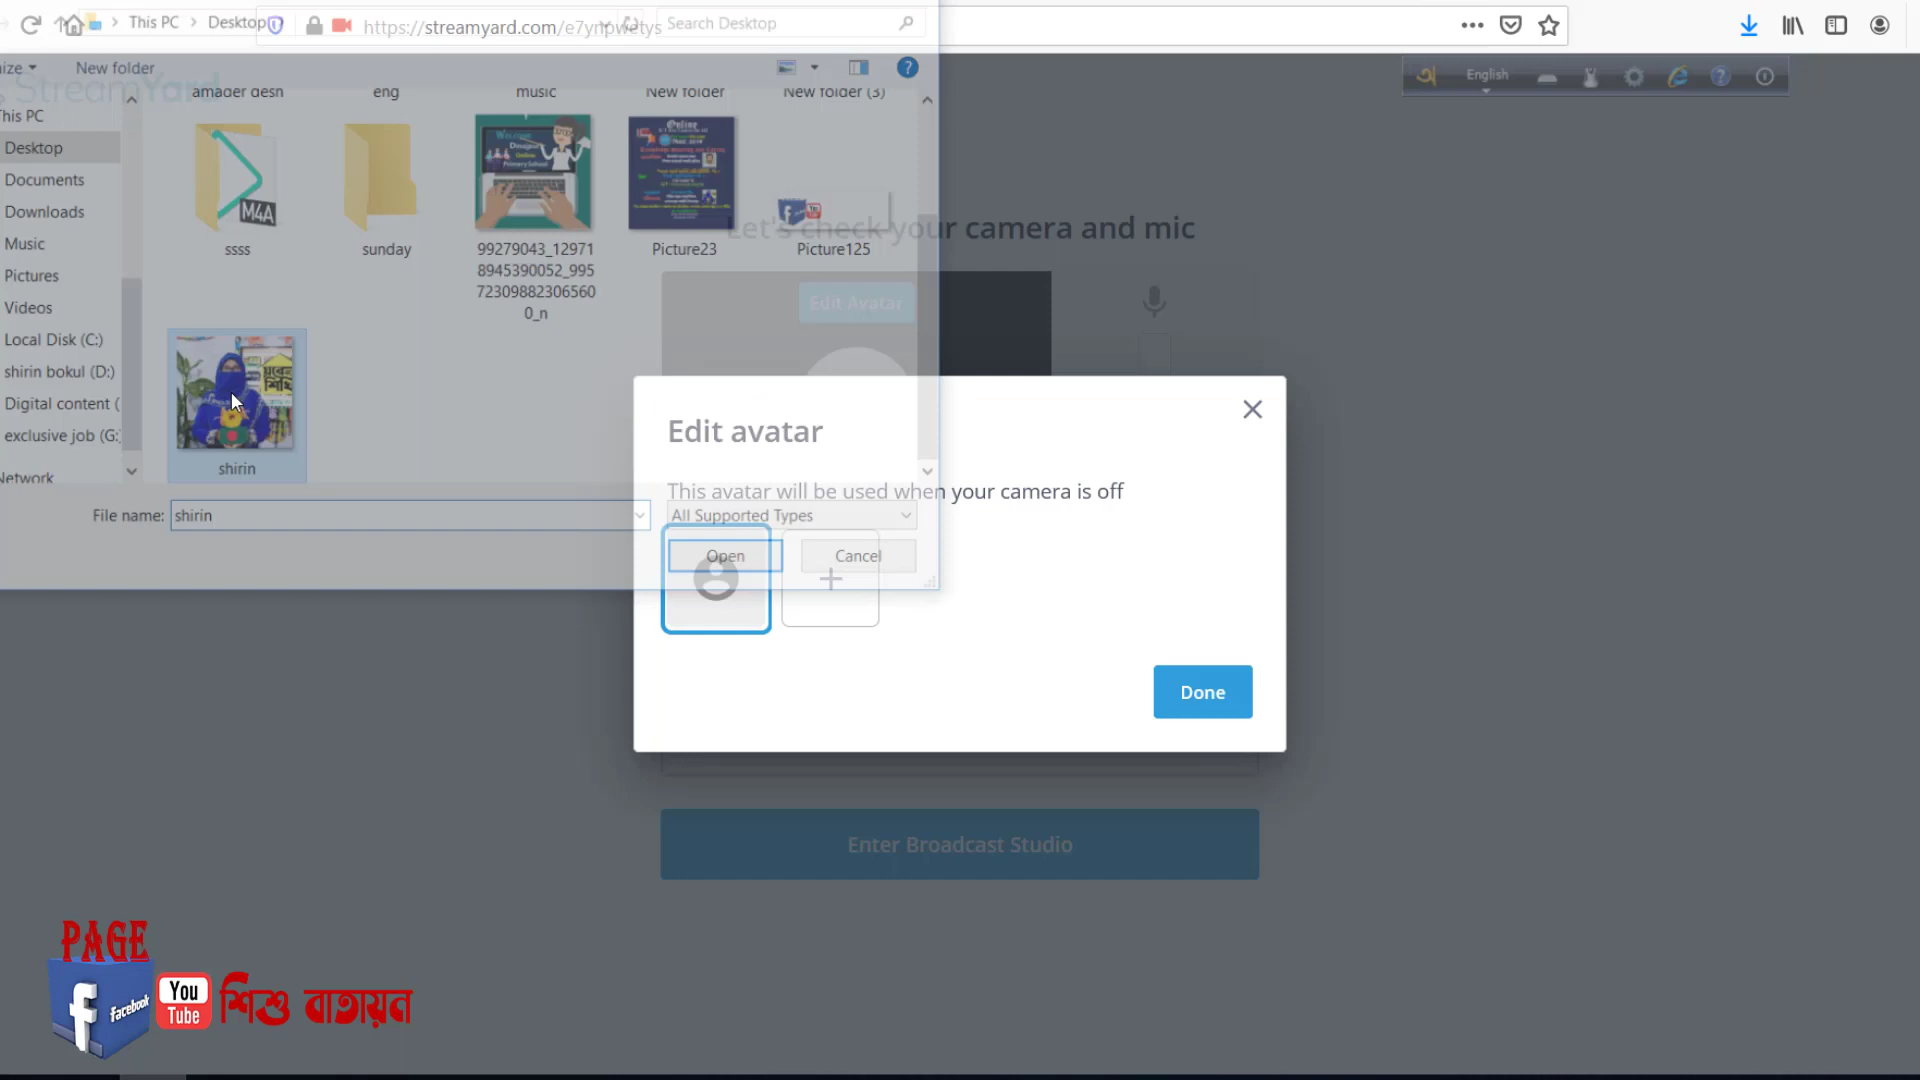 This PC > Desktop
https://streamyard.com/e7ynpwetys
Search Desktop
New folder
StreamYard
English
amader desh
eng
music
New folder
New folder (3)
This PC
Desktop
Documents
Downloads
Music
Pictures
Videos
Local Disk (C:)
shirin bokul (D:)
Digital content (
exclusive job (G:
Network
M4A
ssss
sunday
99279043_12971
8945390052_995
72309882306560
0_n
Picture23
Picture125
shirin
Let's check your camera and mic
Edit Avatar
Edit avatar
This avatar will be used when your camera is off
File name: shirin
All Supported Types
Open
Cancel
Done
Enter Broadcast Studio
PAGE
facebook
You
Tube
শিশু বাতায়ন